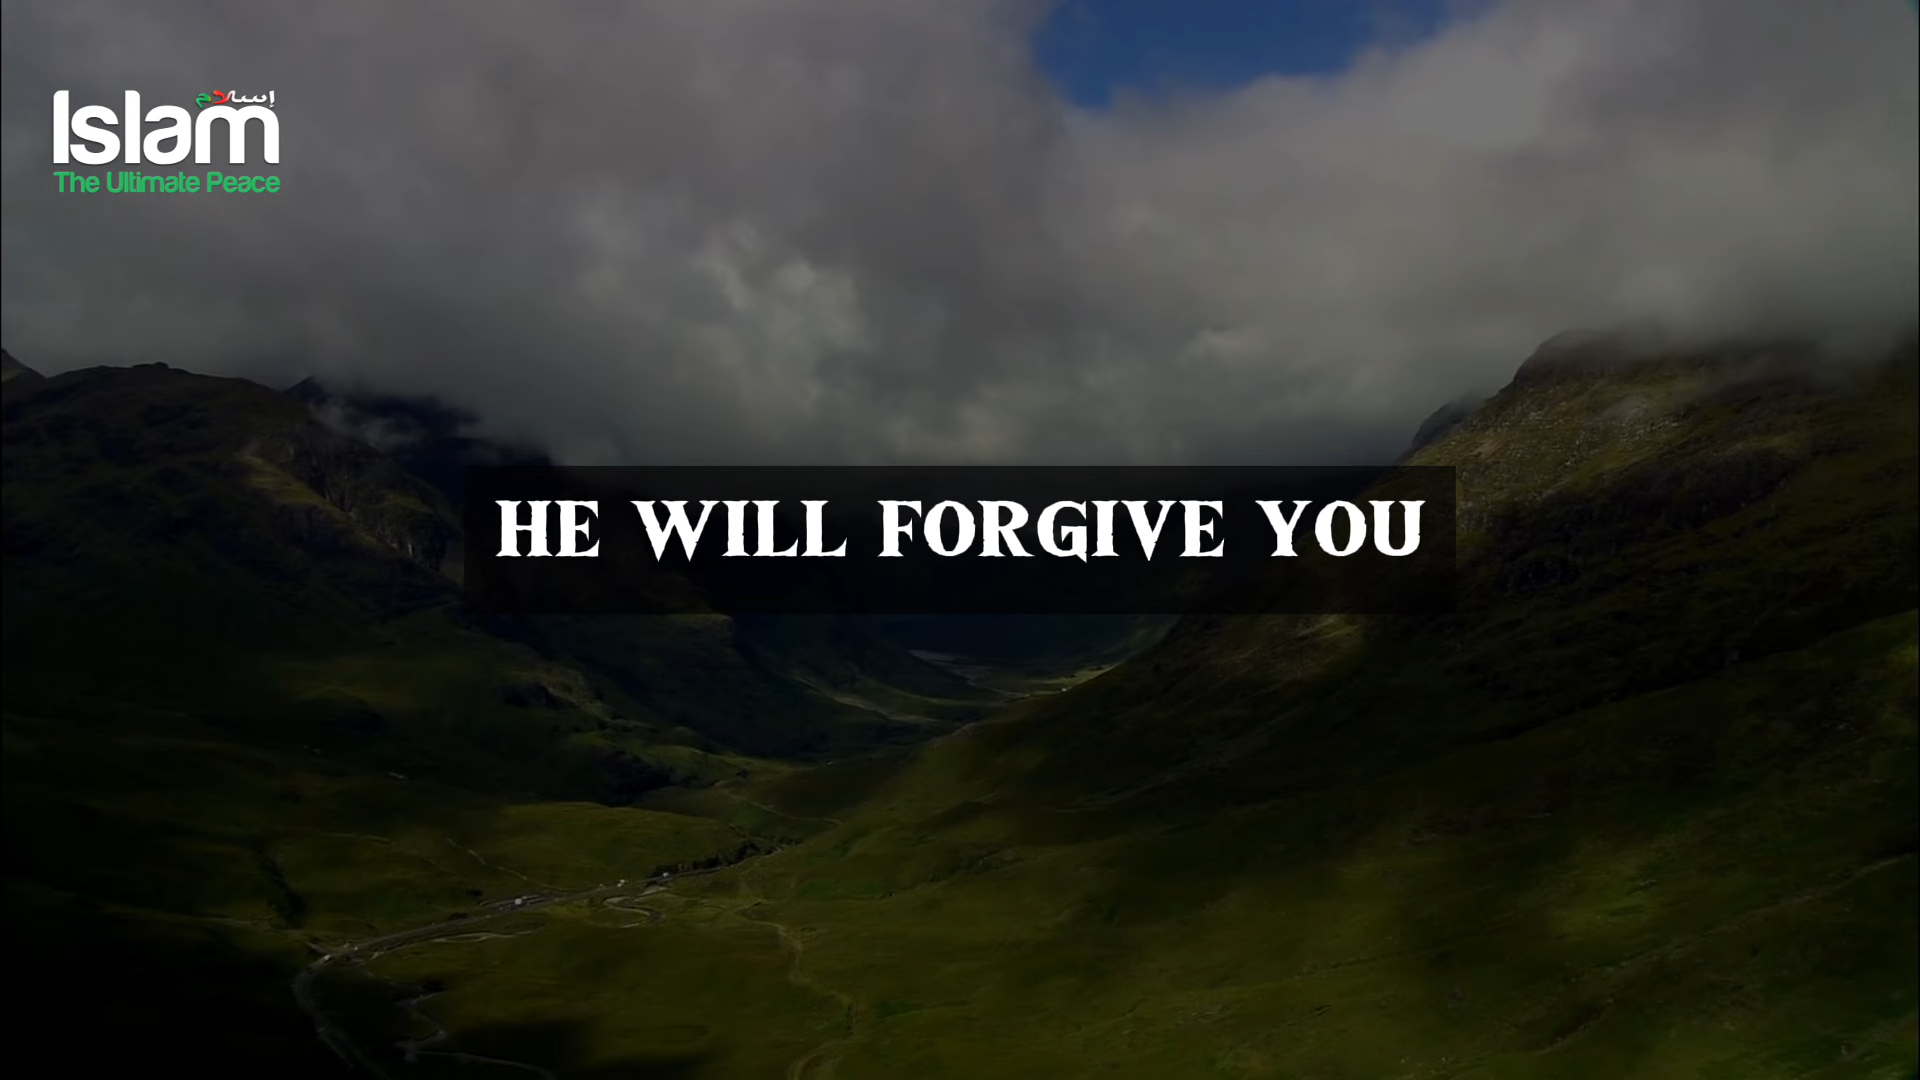 إسلام
Islam
The Ultimate Peace
HE WILL FORGIVE YOU